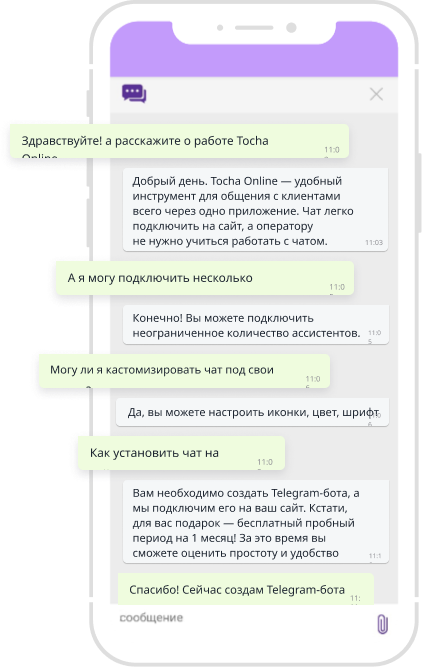 Здравствуйте! а расскажите о работе Tocha
Online
11:0
Добрый день. Tocha Online — удобный
инструмент для общения с клиентами
всего через одно приложение. Чат легко
подключить на сайт, а оператору
не нужно учиться работать с чатом.
11:03
А я могу подключить несколько
11:0
Конечно! Вы можете подключить
неограниченное количество ассистентов.
11:0
5
Могу ли я кастомизировать чат под свои
11:0
Да, вы можете настроить иконки, цвет, шрифт
6
Как установить чат на
11:0
Вам необходимо создать Telegram-бота, а
мы подключим его на ваш сайт. Кстати,
для вас подарок — бесплатный пробный
период на 1 месяц! За это время вы
сможете оценить простоту и удобство
11:1
Спасибо! Сейчас создам Telegram-бота
11:
сообщение